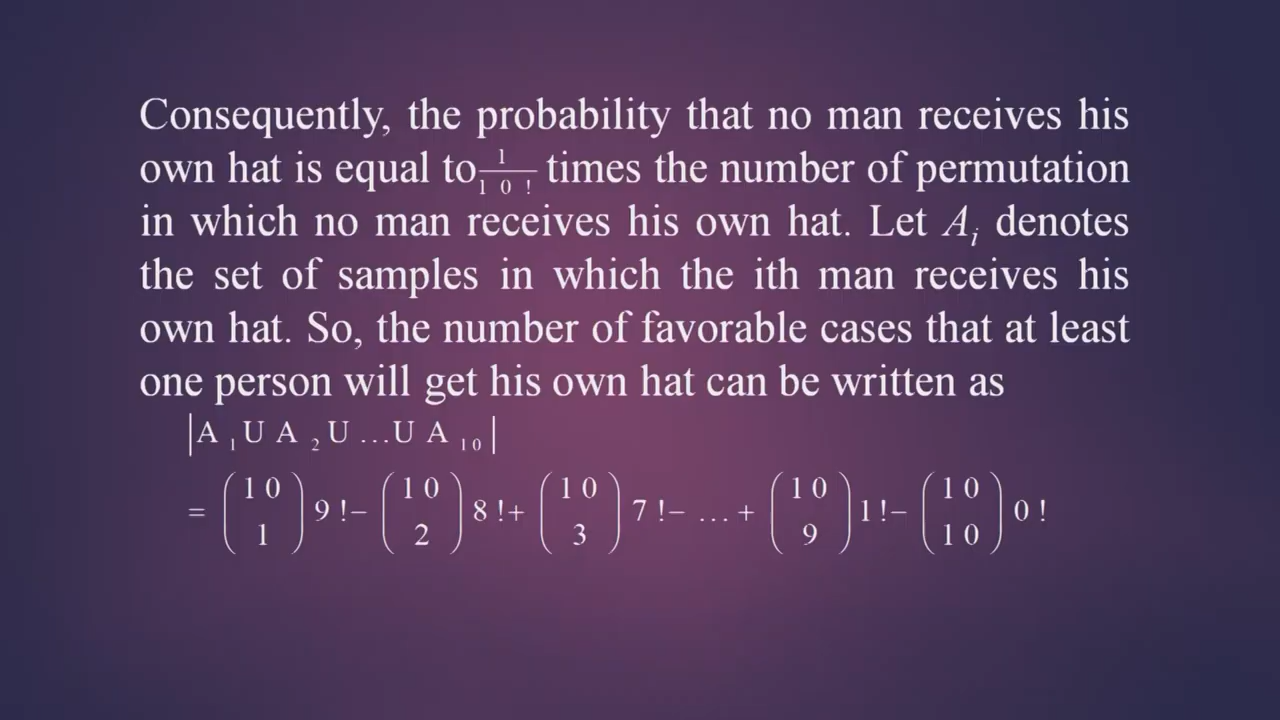 Consequently, the probability that no man receives his
own hat is equal to 1/10! times the number of permutation
in which no man receives his own hat. Let A_i denotes
the set of samples in which the ith man receives his
own hat. So, the number of favorable cases that at least
one person will get his own hat can be written as
|A_1 U A_2 U ...U A_10|
= (10 1) 9!− (10 2) 8!+ (10 3) 7!− ...+ (10 9) 1!− (10 10) 0!